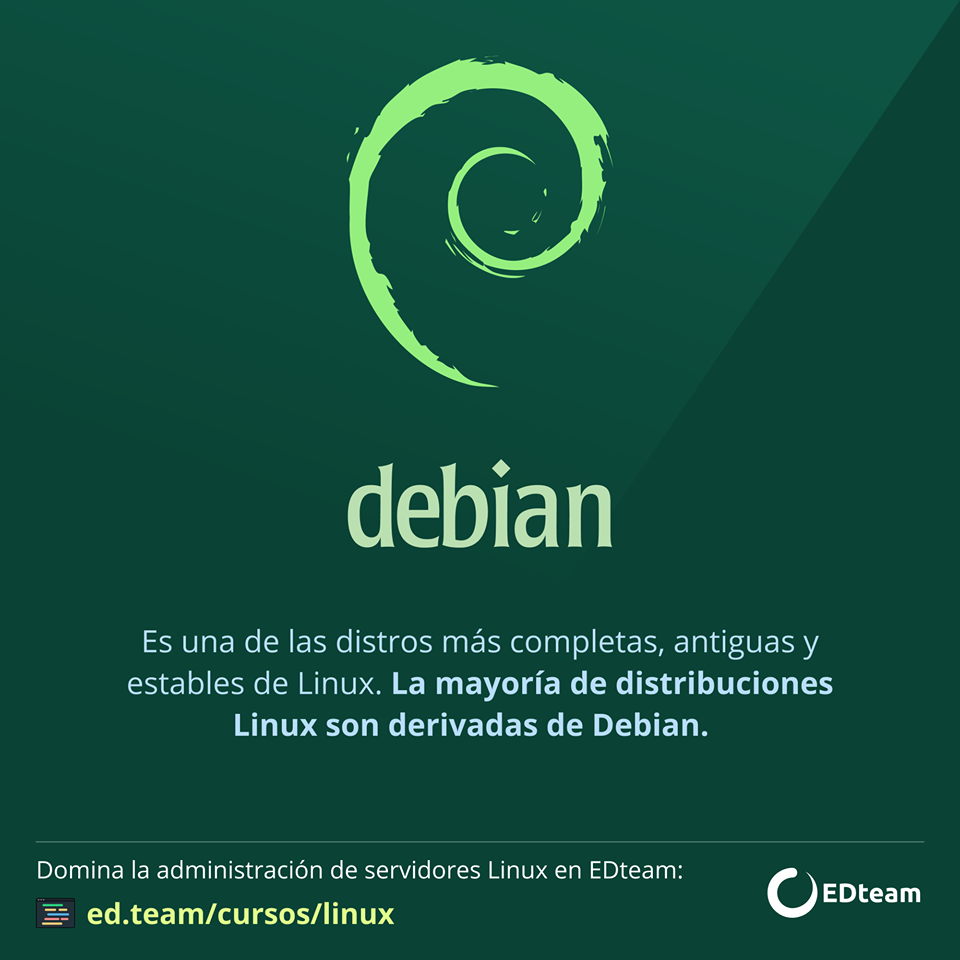 debian
Es una de las distros más completas, antiguas y
estables de Linux. La mayoría de distribuciones
Linux son derivadas de Debian.
Domina la administración de servidores Linux en EDteam:
ed.team/cursos/linux
EDteam